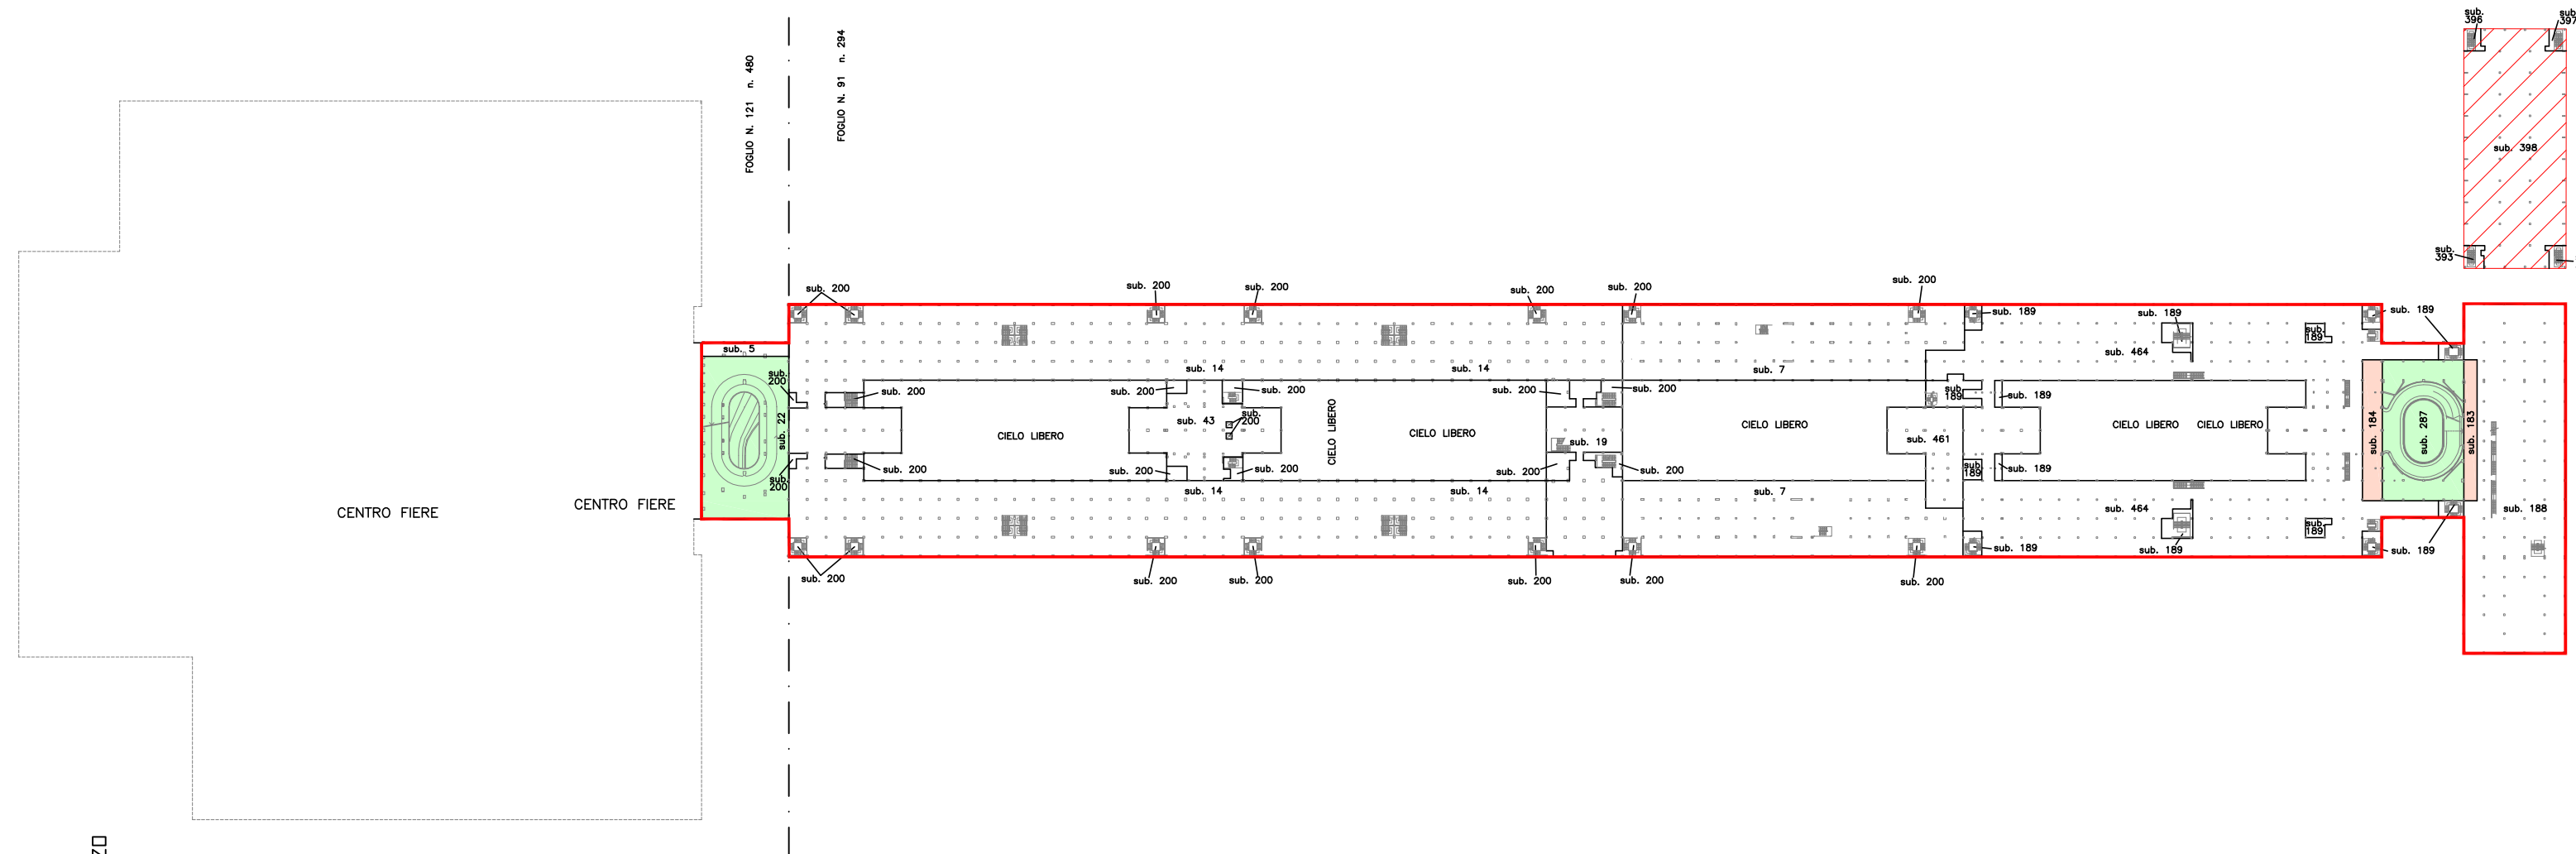 sub.
396
sub.
397
FOGLIO N. 121 n. 480
FOGLIO N. 91 n. 294
sub. 398
sub.
393
sub. 200
sub. 200
sub. 200
sub. 200
sub. 200
sub. 200
sub. 189
sub. 189
sub. 189
sub. 5
sub. 14
sub. 14
sub. 7
sub. 464
sub.
189
sub.
200
sub. 200
sub. 200
sub. 200
sub. 200
sub. 200
sub.
189
sub. 189
sub. 22
sub. 43
sub.
200
CIELO LIBERO
CIELO LIBERO
CIELO LIBERO
sub. 19
CIELO LIBERO
sub. 461
CIELO LIBERO
CIELO LIBERO
sub. 184
sub. 287
sub. 183
sub.
200
sub. 200
sub. 200
sub. 200
sub. 200
sub. 200
sub.
189
sub. 189
sub. 14
sub. 14
sub. 7
sub. 464
sub. 188
CENTRO FIERE
CENTRO FIERE
sub.
189
sub. 200
sub. 200
sub. 200
sub. 200
sub. 200
sub. 200
sub. 189
sub. 189
sub. 189